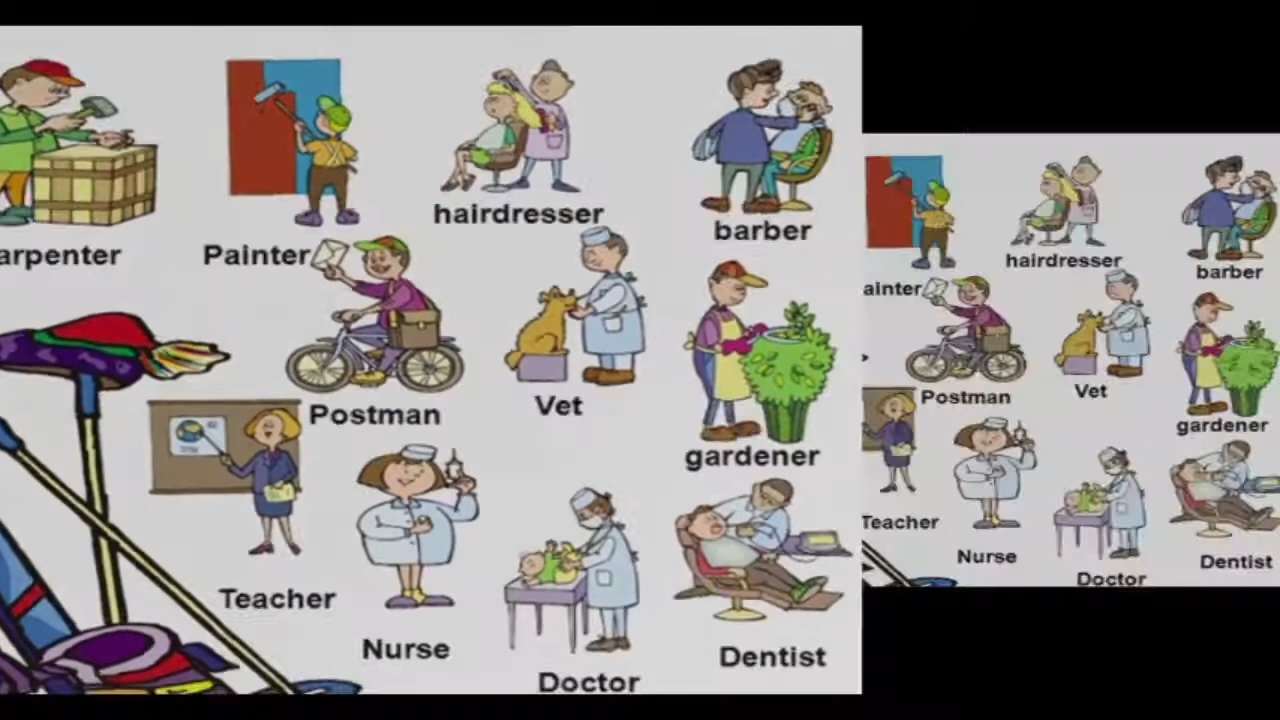 hairdresser
barber
arpenter
Painter
Postman
Vet
gardener
Teacher
Nurse
Dentist
Doctor
hairdresser
barber
ainter
Postman
Vet
gardener
Teacher
Nurse
Dentist
Doctor